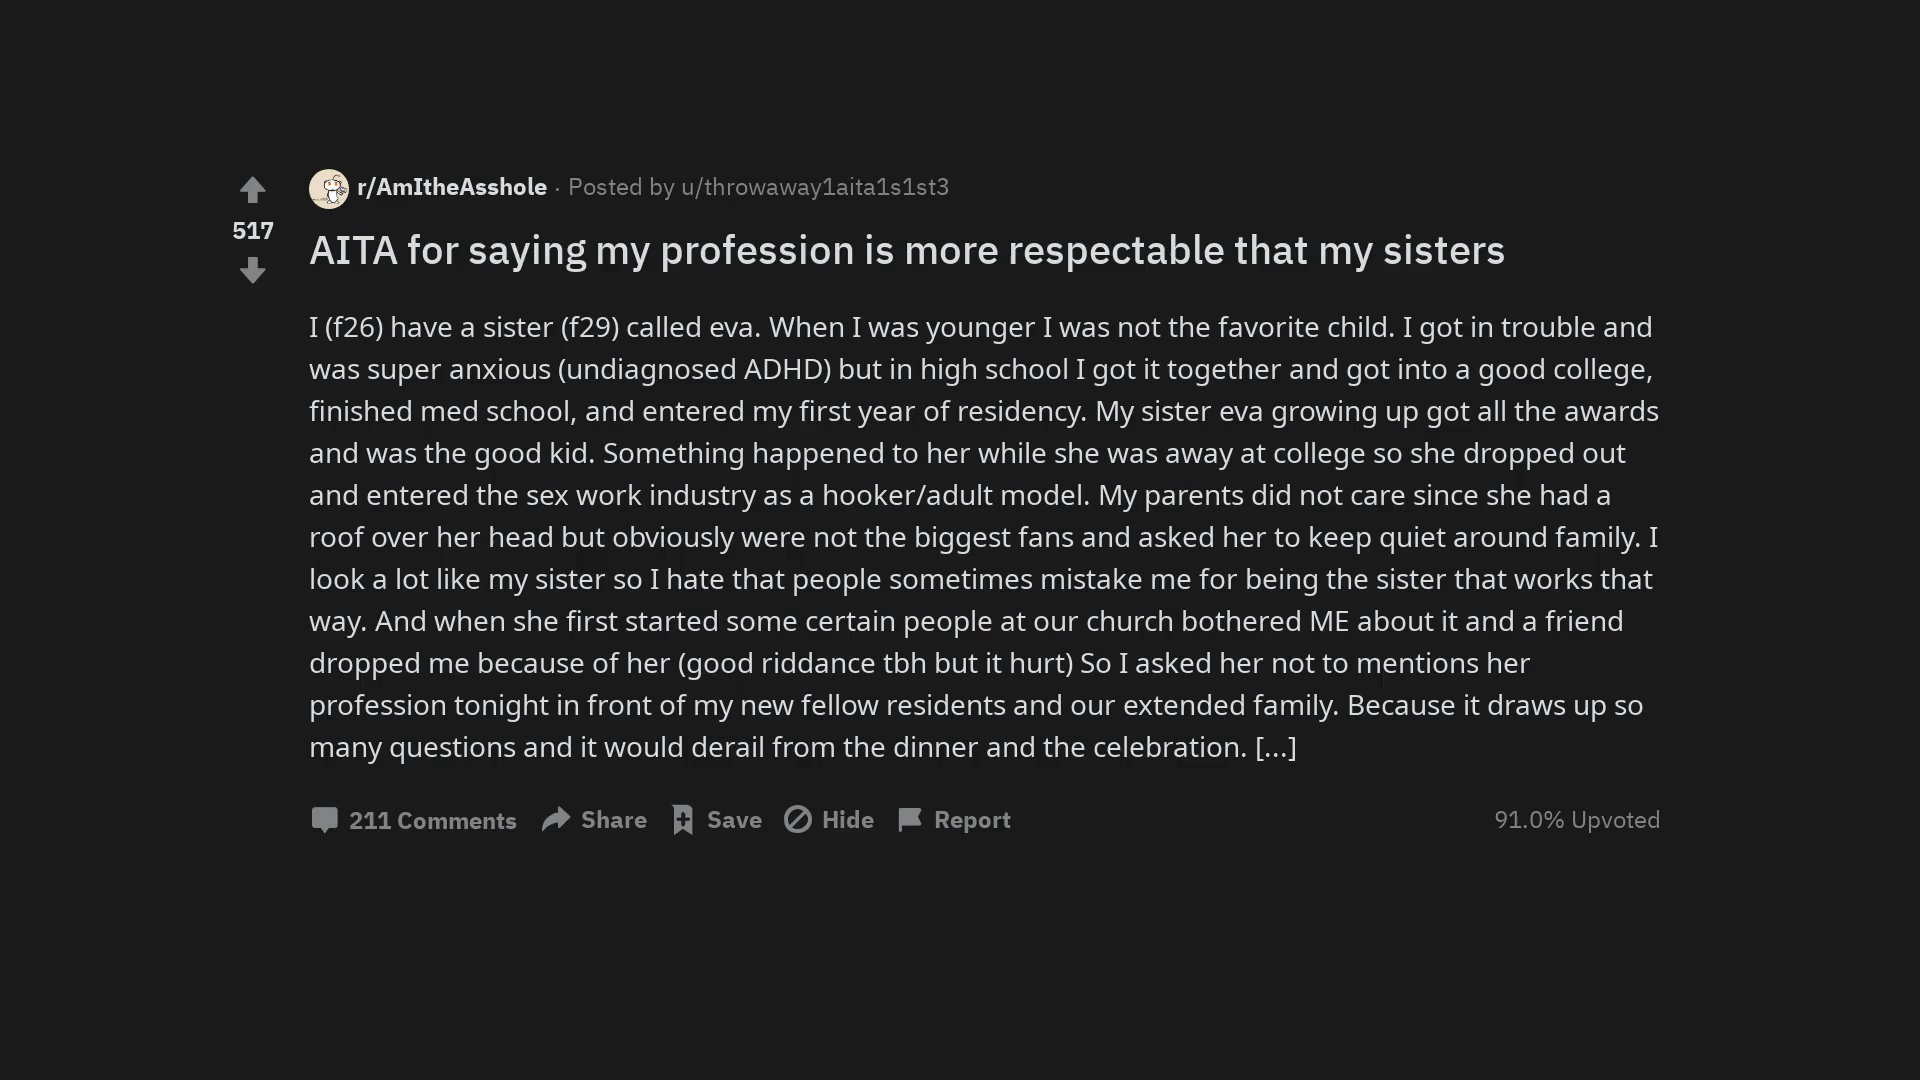 r/AmItheAsshole · Posted by u/throwaway1aita1s1st3
517
AITA for saying my profession is more respectable that my sisters
I (f26) have a sister (f29) called eva. When I was younger I was not the favorite child. I got in trouble and
was super anxious (undiagnosed ADHD) but in high school I got it together and got into a good college,
finished med school, and entered my first year of residency. My sister eva growing up got all the awards
and was the good kid. Something happened to her while she was away at college so she dropped out
and entered the sex work industry as a hooker/adult model. My parents did not care since she had a
roof over her head but obviously were not the biggest fans and asked her to keep quiet around family. I
look a lot like my sister so I hate that people sometimes mistake me for being the sister that works that
way. And when she first started some certain people at our church bothered ME about it and a friend
dropped me because of her (good riddance tbh but it hurt) So I asked her not to mentions her
profession tonight in front of my new fellow residents and our extended family. Because it draws up so
many questions and it would derail from the dinner and the celebration. [...]
211 Comments Share Save Hide Report 91.0% Upvoted